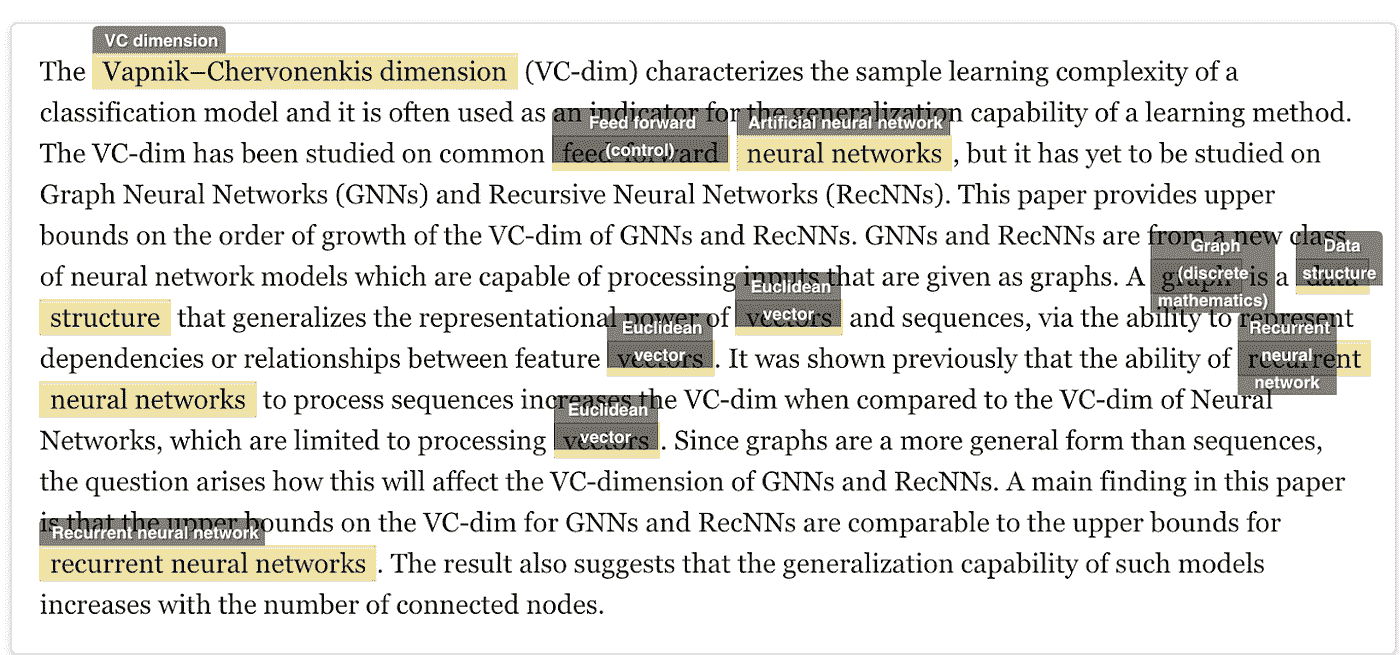 VC dimension
The Vapnik–Chervonenkis dimension (VC-dim) characterizes the sample learning complexity of a
classification model and it is often used as an indicator for the generalization capability of a learning method.
Feed forward (control)
Artificial neural network
The VC-dim has been studied on common feed-forward neural networks , but it has yet to be studied on
Graph Neural Networks (GNNs) and Recursive Neural Networks (RecNNs). This paper provides upper
bounds on the order of growth of the VC-dim of GNNs and RecNNs. GNNs and RecNNs are from a new class
Graph (discrete mathematics)
Data structure
of neural network models which are capable of processing inputs that are given as graphs. A graph is a data
Euclidean vector
structure that generalizes the representational power of vectors and sequences, via the ability to represent
Euclidean vector
Recurrent neural network
dependencies or relationships between feature vectors . It was shown previously that the ability of recurrent
neural networks to process sequences increases the VC-dim when compared to the VC-dim of Neural
Euclidean vector
Networks, which are limited to processing vectors . Since graphs are a more general form than sequences,
the question arises how this will affect the VC-dimension of GNNs and RecNNs. A main finding in this paper
is that the upper bounds on the VC-dim for GNNs and RecNNs are comparable to the upper bounds for
Recurrent neural network
recurrent neural networks . The result also suggests that the generalization capability of such models
increases with the number of connected nodes.